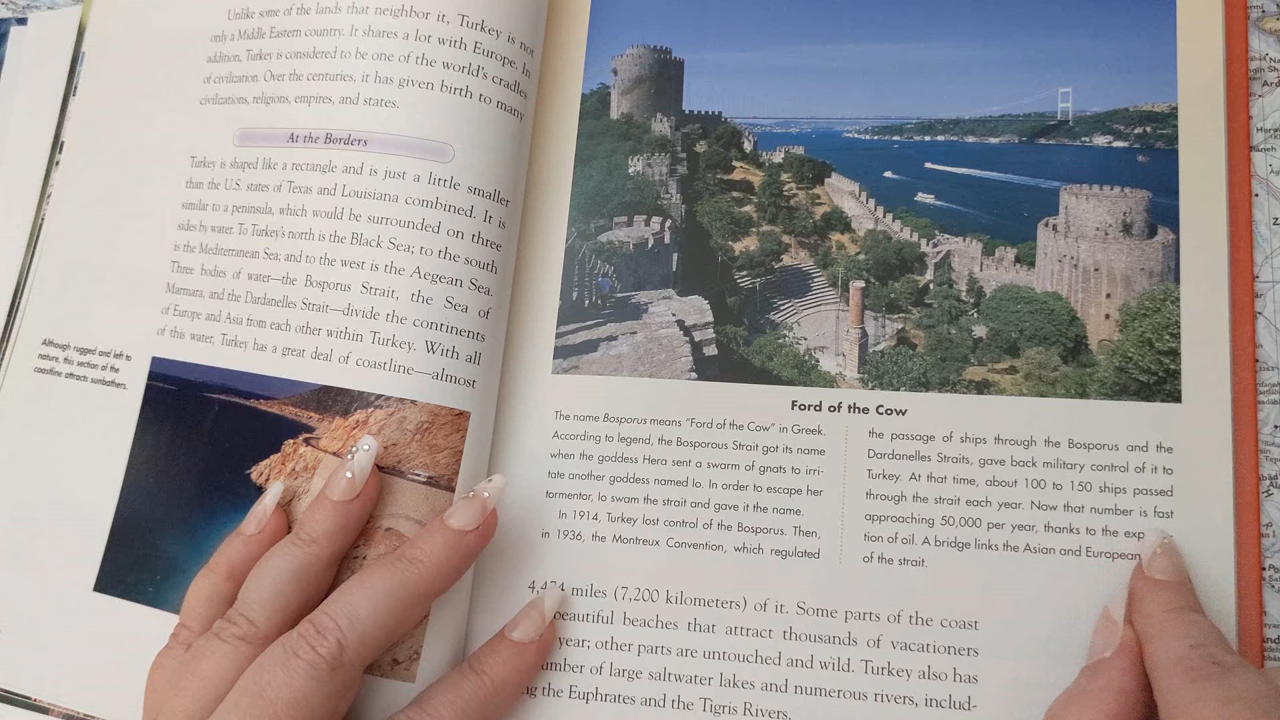 Unlike some of the lands that neighbor it, Turkey is not
only a Middle Eastern country. It shares a lot with Europe. In
addition, Turkey is considered to be one of the world's cradles
of civilization. Over the centuries, it has given birth to many
civilizations, religions, empires, and states.
At the Borders
Turkey is shaped like a rectangle and is just a little smaller
than the U.S. states of Texas and Louisiana combined. It is
similar to a peninsula, which would be surrounded on three
sides by water. To Turkey's north is the Black Sea; to the south
is the Mediterranean Sea; and to the west is the Aegean Sea.
Three bodies of water—the Bosporus Strait, the Sea of
Marmara, and the Dardanelles Strait—divide the continents
of Europe and Asia from each other within Turkey. With all
of this water, Turkey has a great deal of coastline—almost
Although rugged and left to
nature, this section of the
coastline attracts sunbathers.
Ford of the Cow
The name Bosporus means "Ford of the Cow" in Greek.
According to legend, the Bosporous Strait got its name
when the goddess Hera sent a swarm of gnats to irri-
tate another goddess named Io. In order to escape her
tormentor, Io swam the strait and gave it the name.
In 1914, Turkey lost control of the Bosporus. Then,
in 1936, the Montreux Convention, which regulated
the passage of ships through the Bosporus and the
Dardanelles Straits, gave back military control of it to
Turkey. At that time, about 100 to 150 ships passed
through the strait each year. Now that number is fast
approaching 50,000 per year, thanks to the exp
tion of oil. A bridge links the Asian and European
of the strait.
4,474 miles (7,200 kilometers) of it. Some parts of the coast
beautiful beaches that attract thousands of vacationers
year; other parts are untouched and wild. Turkey also has
umber of large saltwater lakes and numerous rivers, includ-
ng the Euphrates and the Tigris Rivers.